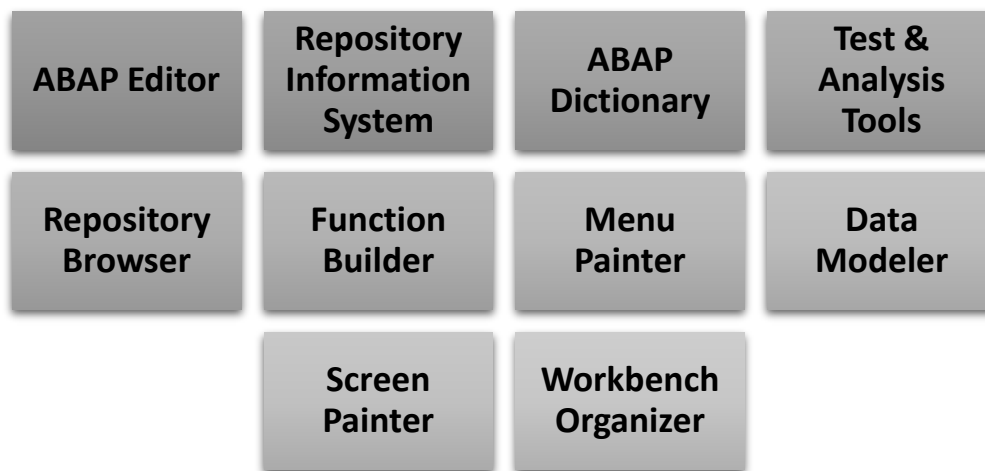 ABAP Editor
Repository
Information
System
ABAP
Dictionary
Test &
Analysis
Tools
Repository
Browser
Function
Builder
Menu
Painter
Data
Modeler
Screen
Painter
Workbench
Organizer